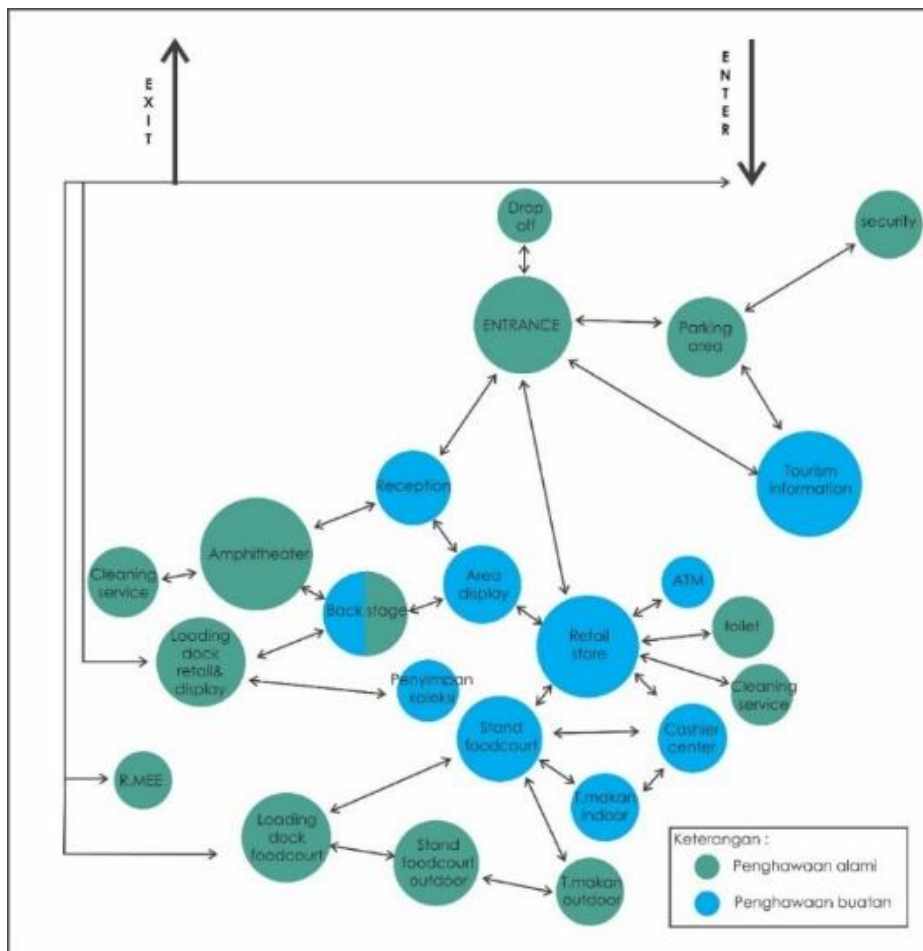 EXIT
ENTER
Drop
off
security
ENTRANCE
Parking
area
Tourism
information
Reception
Amphitheater
Cleaning
service
Back stage
Area
display
ATM
Retail
store
toilet
Loading
dock
retail&
display
Penyimpan
koleksi
Cleaning
service
Stand
foodcourt
Cashier
center
R.MEE
T.makan
indoor
Loading
dock
foodcourt
Stand
foodcourt
outdoor
T.makan
outdoor
Keterangan :
Penghawaan alami
Penghawaan buatan